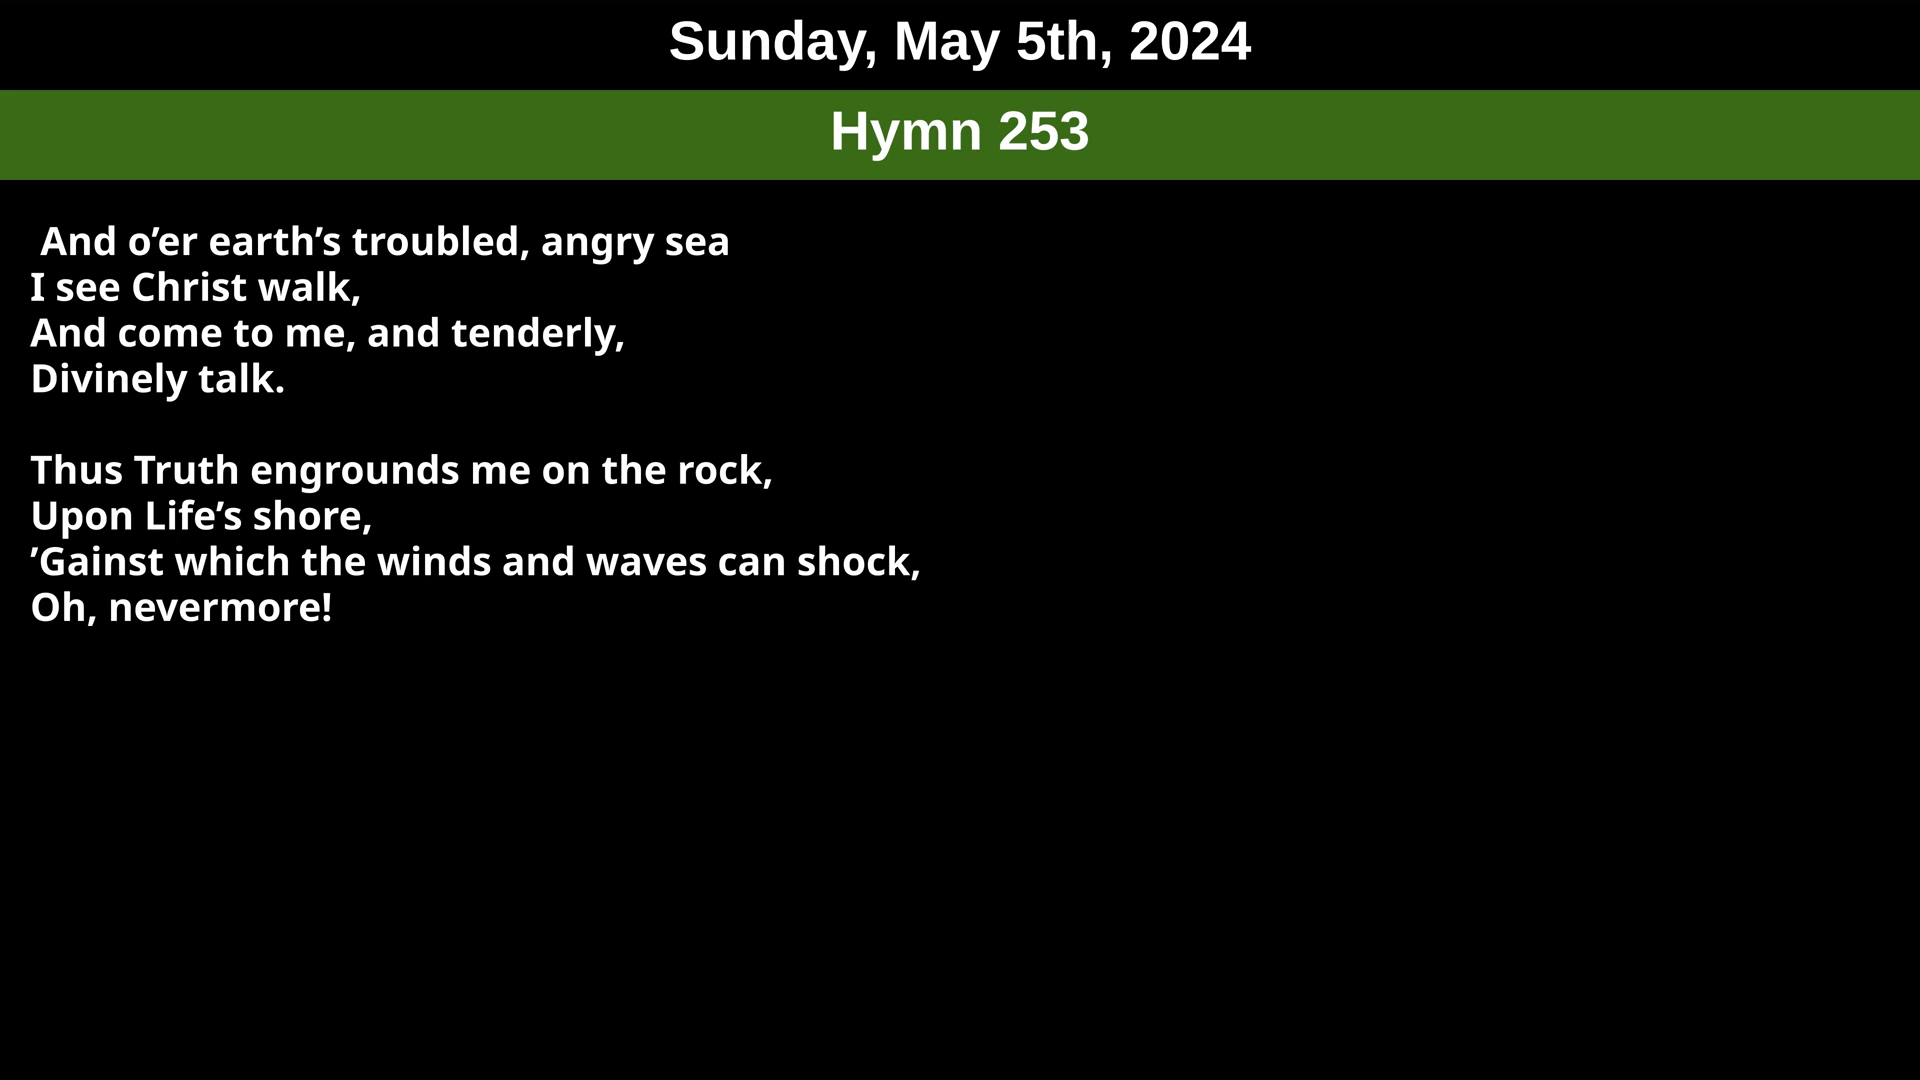 Sunday, May 5th, 2024
Hymn 253
And o’er earth’s troubled, angry sea
I see Christ walk,
And come to me, and tenderly,
Divinely talk.
Thus Truth engrounds me on the rock,
Upon Life’s shore,
’Gainst which the winds and waves can shock,
Oh, nevermore!